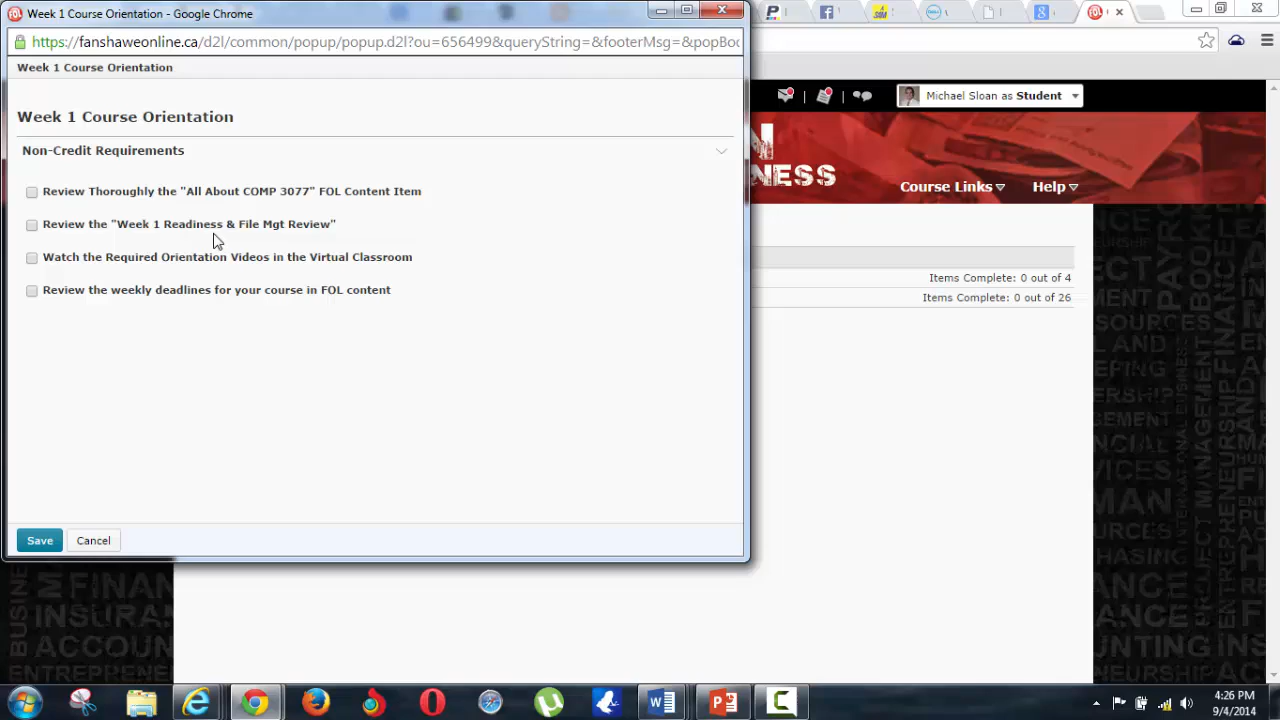 Week 1 Course Orientation - Google Chrome
https://fanshaweonline.ca/d2l/common/popup/popup.d2l?ou=656499&queryString=&footerMsg=&popBo
Week 1 Course Orientation
Week 1 Course Orientation
Non-Credit Requirements
Review Thoroughly the "All About COMP 3077" FOL Content Item
Review the "Week 1 Readiness & File Mgt Review"
Watch the Required Orientation Videos in the Virtual Classroom
Review the weekly deadlines for your course in FOL content
Save
Cancel
Michael Sloan as Student
Course Links
Help
Items Complete: 0 out of 4
Items Complete: 0 out of 26
4:26 PM
9/4/2014